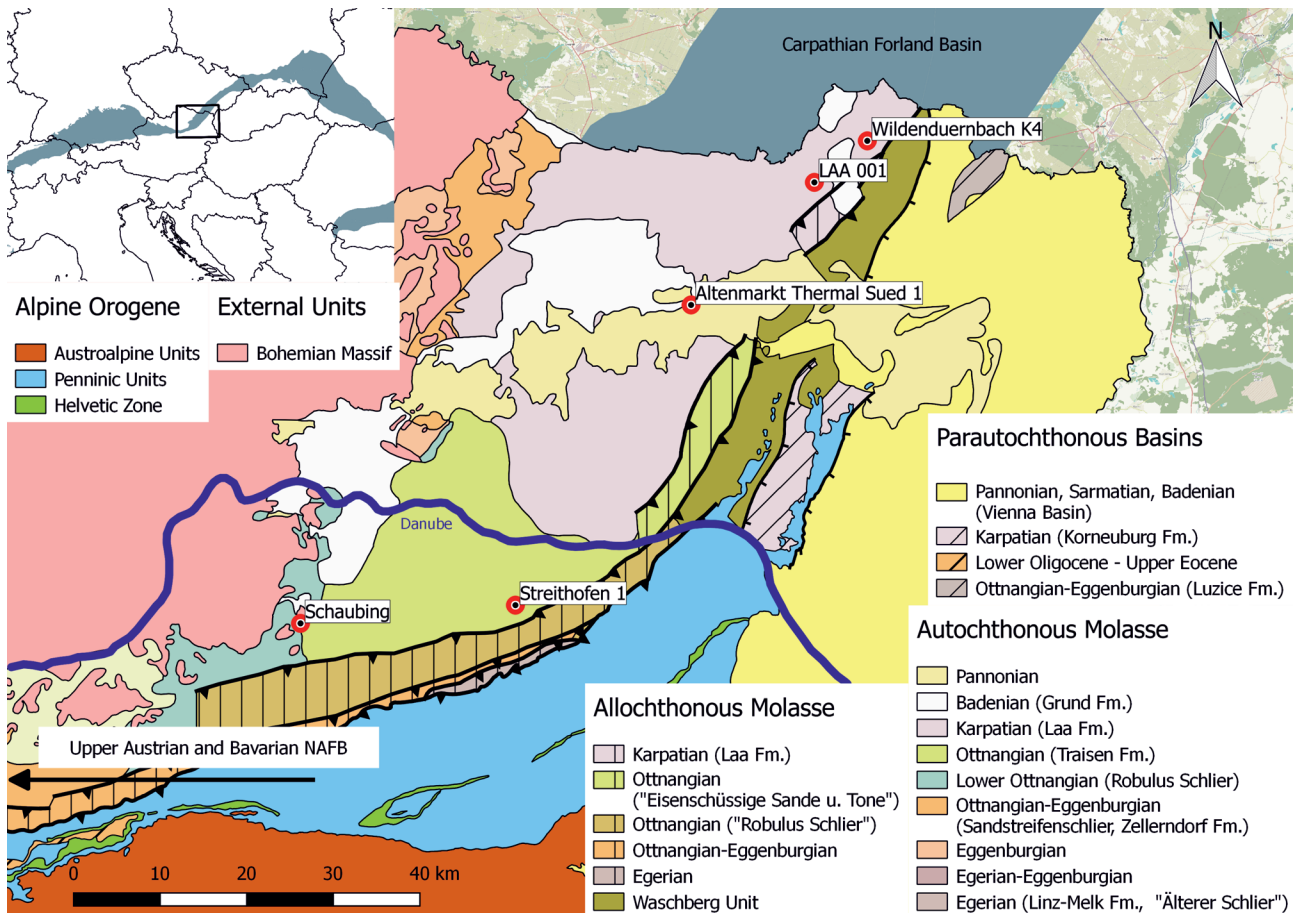 Carpathian Forland Basin
N
Wildenduernbach K4
LAA 001
Altenmarkt Thermal Sued 1
Alpine Orogene
Austroalpine Units
Penninic Units
Helvetic Zone
External Units
Bohemian Massif
Danube
Streithofen 1
Schaubing
Upper Austrian and Bavarian NAFB
0 10 20 30 40 km
Parautochthonous Basins
Pannonian, Sarmatian, Badenian
(Vienna Basin)
Karpatian (Korneuburg Fm.)
Lower Oligocene - Upper Eocene
Ottnangian-Eggenburgian (Luzice Fm.)
Allochthonous Molasse
Karpatian (Laa Fm.)
Ottnangian
("Eisenschüssige Sande u. Tone")
Ottnangian ("Robulus Schlier")
Ottnangian-Eggenburgian
Egerian
Waschberg Unit
Autochthonous Molasse
Pannonian
Badenian (Grund Fm.)
Karpatian (Laa Fm.)
Ottnangian (Traisen Fm.)
Lower Ottnangian (Robulus Schlier)
Ottnangian-Eggenburgian
(Sandstreifenschlier, Zellerndorf Fm.)
Eggenburgian
Egerian-Eggenburgian
Egerian (Linz-Melk Fm., "Älterer Schlier")